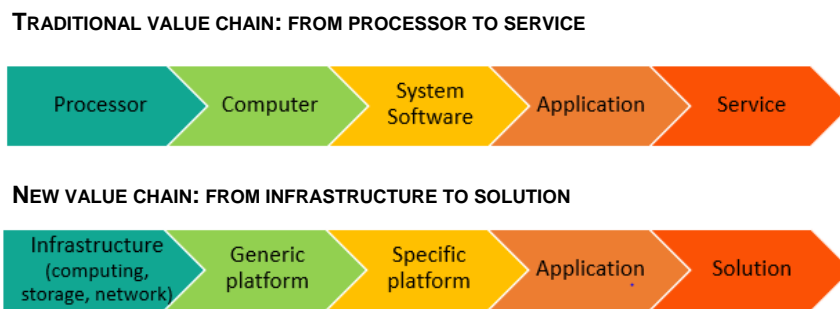 TRADITIONAL VALUE CHAIN: FROM PROCESSOR TO SERVICE
Processor
Computer
System
Software
Application
Service
NEW VALUE CHAIN: FROM INFRASTRUCTURE TO SOLUTION
Infrastructure
(computing,
storage, network)
Generic
platform
Specific
platform
Application
Solution